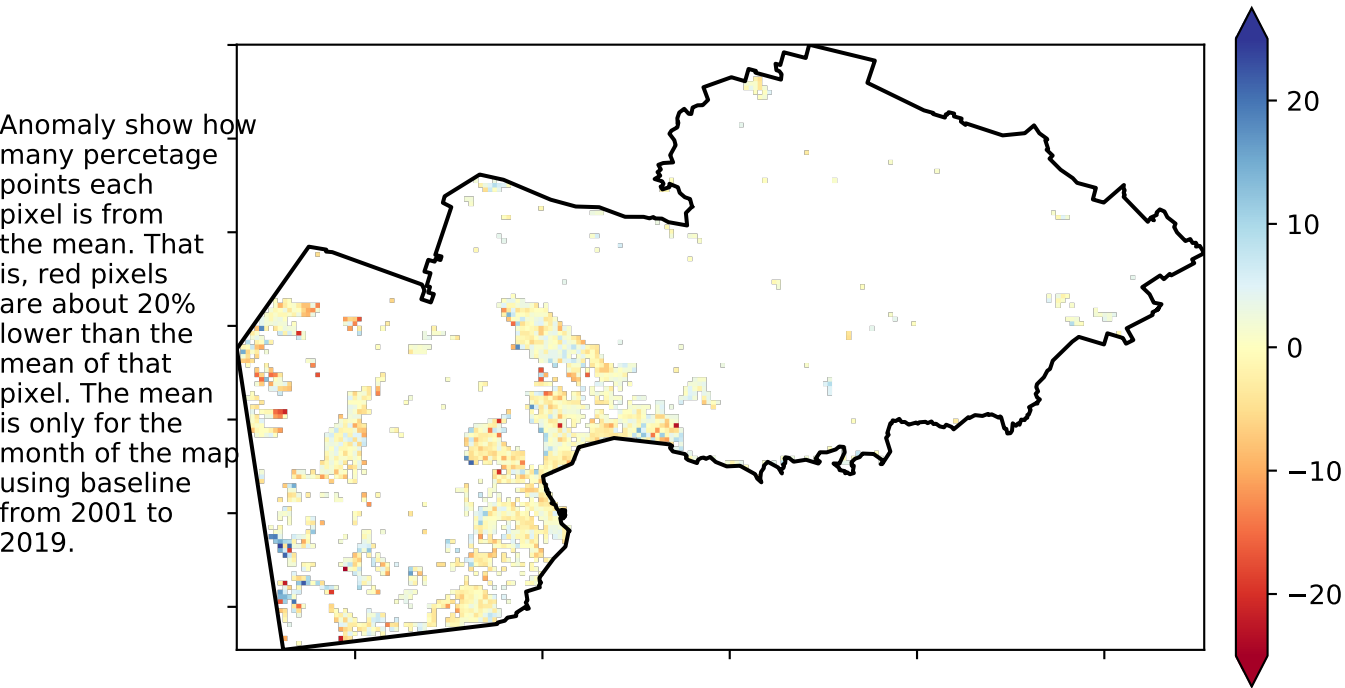 Anomaly show how
many percetage
points each
pixel is from
the mean. That
is, red pixels
are about 20%
lower than the
mean of that
pixel. The mean
is only for the
month of the map
using baseline
from 2001 to
2019.
20
10
0
−10
−20